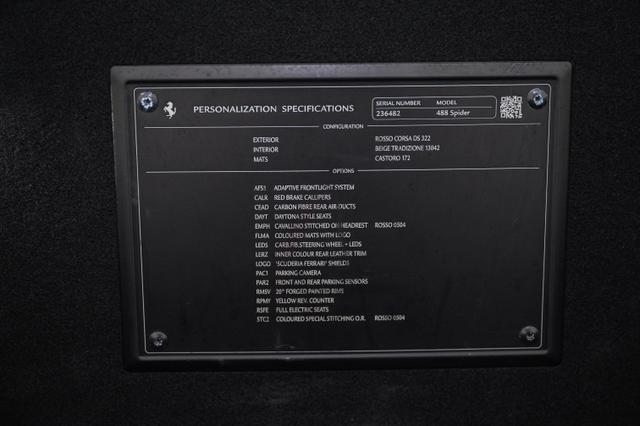 PERSONALIZATION SPECIFICATIONS
SERIAL NUMBER MODEL
236482 488 Spider
CONFIGURATION
EXTERIOR ROSSO CORSA DS 322
INTERIOR BEIGE TRADIZIONE 13042
MATS CASTORO 172
OPTIONS
AFS1 ADAPTIVE FRONTLIGHT SYSTEM
CALR RED BRAKE CALLIPERS
CEAD CARBON FIBRE REAR AIR-DUCTS
DAYT DAYTONA STYLE SEATS
EMPH CAVALLINO STITCHED ON HEADREST ROSSO 0504
FLMA COLOURED MATS WITH LOGO
LEDS CARB.FIB.STEERING WHEEL + LEDS
LERZ INNER COLOUR REAR LEATHER TRIM
LOGO 'SCUDERIA FERRARI' SHIELDS
PAC1 PARKING CAMERA
PAR2 FRONT AND REAR PARKING SENSORS
RMSV 20" FORGED PAINTED RIMS
RPMY YELLOW REV. COUNTER
RSFE FULL ELECTRIC SEATS
STC2 COLOURED SPECIAL STITCHING O.R. ROSSO 0504